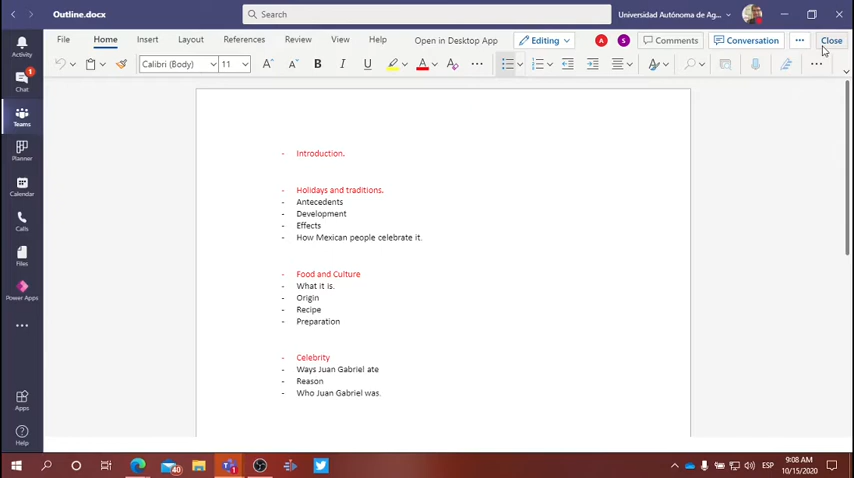 Outline.docx
Search
Universidad Autónoma de Ag...
Activity
Chat
1
Teams
Planner
Calendar
Calls
Files
Power Apps
Apps
Help
File Home Insert Layout References Review View Help Open in Desktop App Editing A S Comments Conversation Close
Calibri (Body) 11 B I U A
- Introduction.
- Holidays and traditions.
- Antecedents
- Development
- Effects
- How Mexican people celebrate it.
- Food and Culture
- What it is.
- Origin
- Recipe
- Preparation
- Celebrity
- Ways Juan Gabriel ate
- Reason
- Who Juan Gabriel was.
40
1
ESP
9:08 AM
10/15/2020